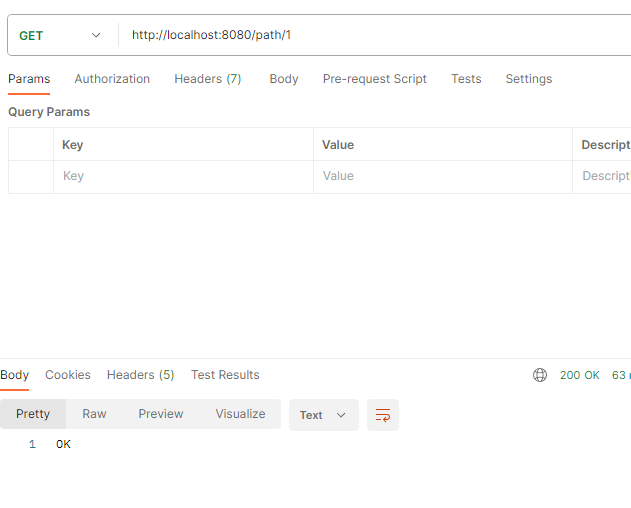 GET http://localhost:8080/path/1
Params Authorization Headers (7) Body Pre-request Script Tests Settings
Query Params
Key Value Descript
Key Value Descript
Body Cookies Headers (5) Test Results 200 OK 63
Pretty Raw Preview Visualize Text
1 OK